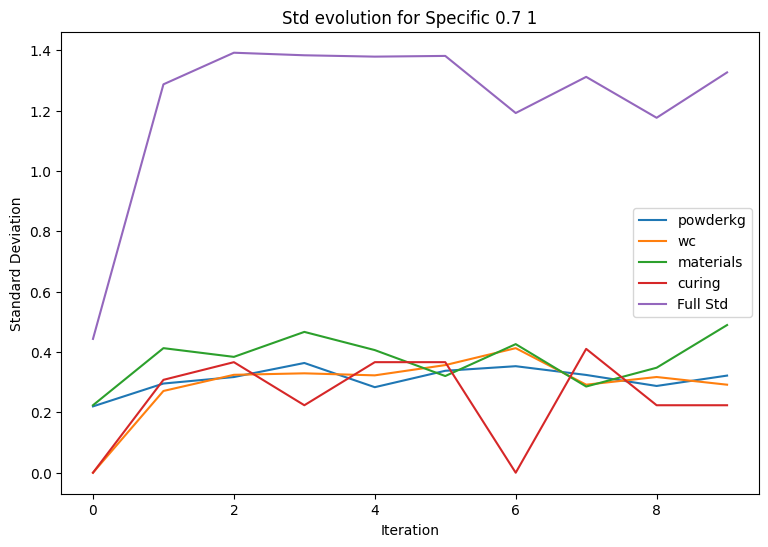 Std evolution for Specific 0.7 1
1.4
1.2
1.0
0.8
0.6
0.4
0.2
0.0
Standard Deviation
powderkg
wc
materials
curing
Full Std
0 2 4 6 8
Iteration